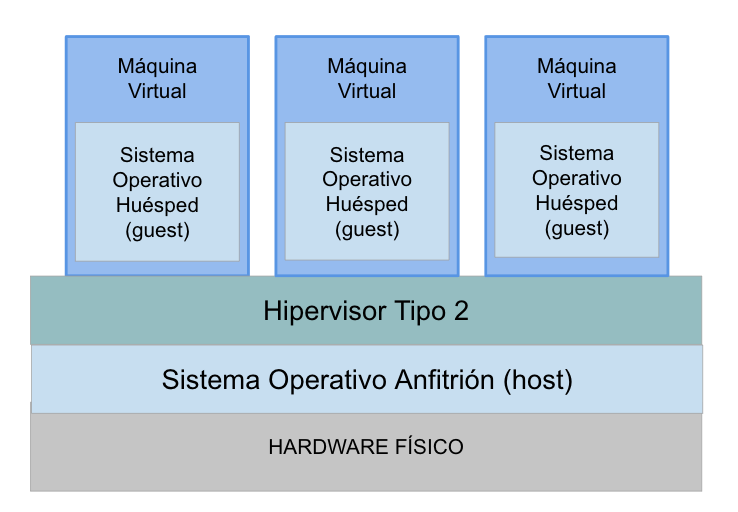 Máquina
Virtual
Máquina
Virtual
Máquina
Virtual
Sistema
Operativo
Huésped
(guest)
Sistema
Operativo
Huésped
(guest)
Sistema
Operativo
Huésped
(guest)
Hipervisor Tipo 2
Sistema Operativo Anfitrión (host)
HARDWARE FÍSICO